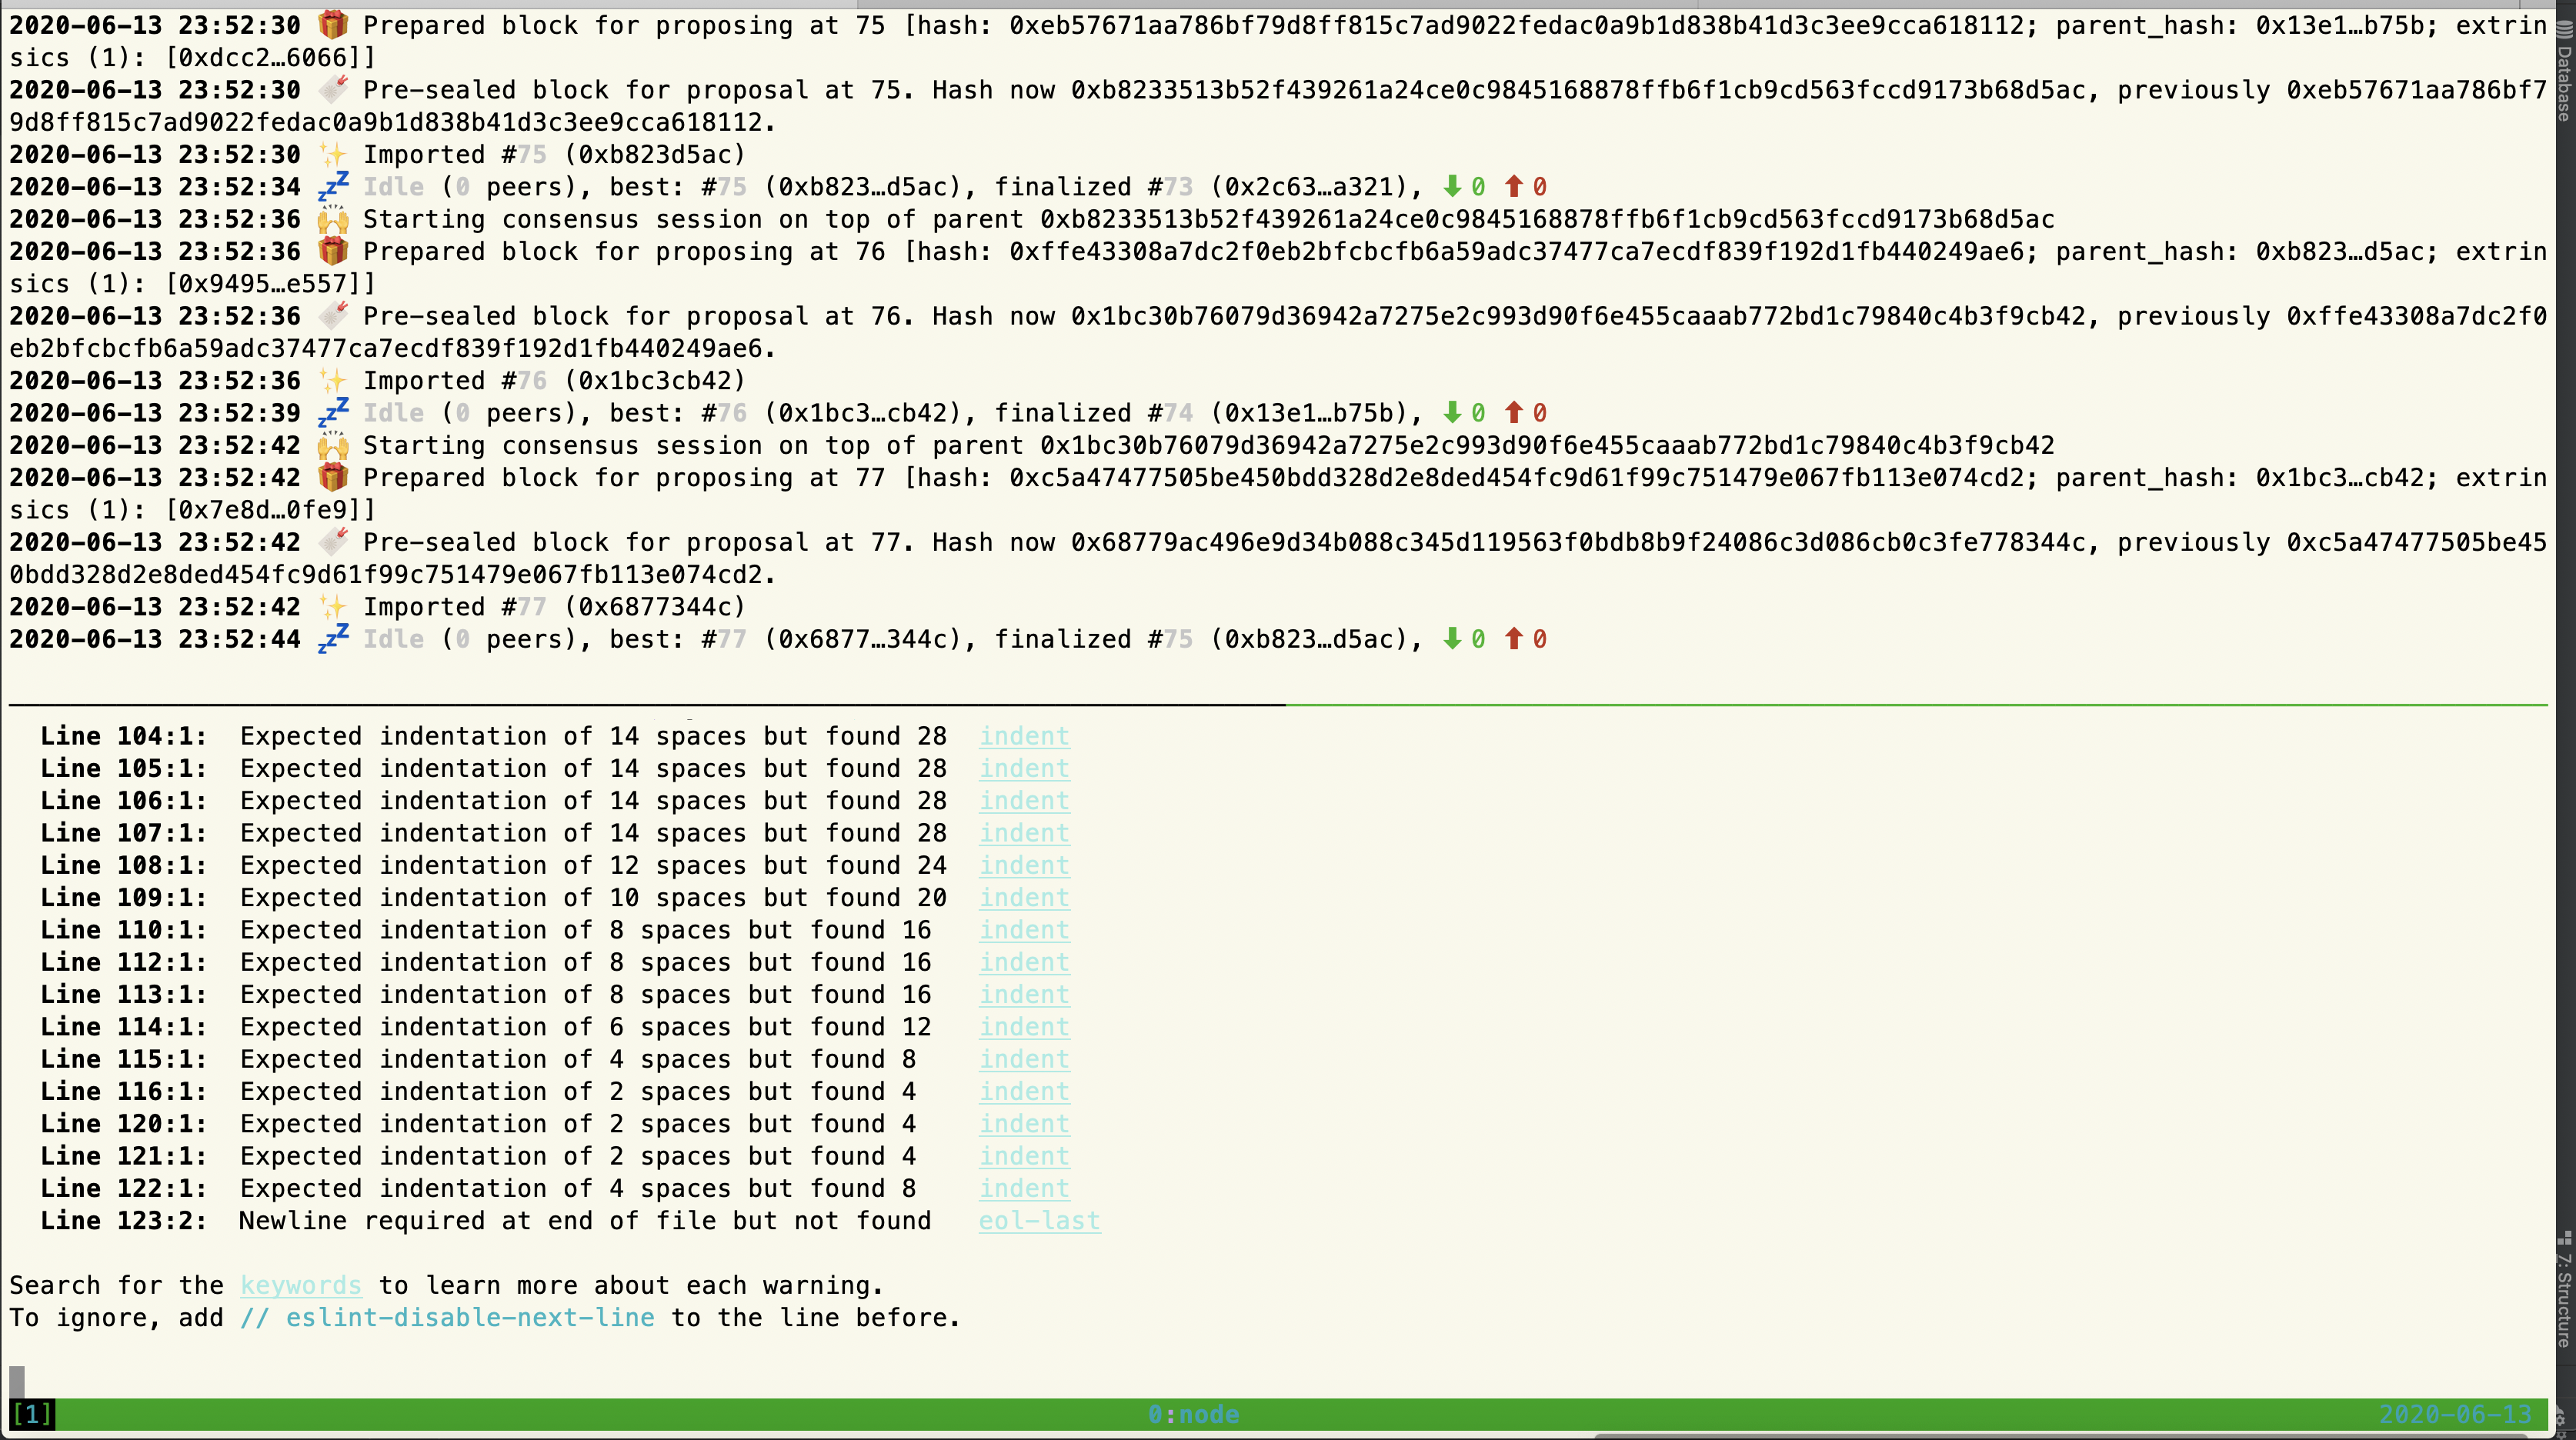 2020-06-13 23:52:30 🎁 Prepared block for proposing at 75 [hash: 0xeb57671aa786bf79d8ff815c7ad9022fedac0a9b1d838b41d3c3ee9cca618112; parent_hash: 0x13e1…b75b; extrin
sics (1): [0xdcc2…6066]]
2020-06-13 23:52:30 🔖 Pre-sealed block for proposal at 75. Hash now 0xb8233513b52f439261a24ce0c9845168878ffb6f1cb9cd563fccd9173b68d5ac, previously 0xeb57671aa786bf7
9d8ff815c7ad9022fedac0a9b1d838b41d3c3ee9cca618112.
2020-06-13 23:52:30 ✨ Imported #75 (0xb823d5ac)
2020-06-13 23:52:34 💤 Idle (0 peers), best: #75 (0xb823…d5ac), finalized #73 (0x2c63…a321), ⬇ 0 ⬆ 0
2020-06-13 23:52:36 🙌 Starting consensus session on top of parent 0xb8233513b52f439261a24ce0c9845168878ffb6f1cb9cd563fccd9173b68d5ac
2020-06-13 23:52:36 🎁 Prepared block for proposing at 76 [hash: 0xffe43308a7dc2f0eb2bfcbcfb6a59adc37477ca7ecdf839f192d1fb440249ae6; parent_hash: 0xb823…d5ac; extrin
sics (1): [0x9495…e557]]
2020-06-13 23:52:36 🔖 Pre-sealed block for proposal at 76. Hash now 0x1bc30b76079d36942a7275e2c993d90f6e455caaab772bd1c79840c4b3f9cb42, previously 0xffe43308a7dc2f0
eb2bfcbcfb6a59adc37477ca7ecdf839f192d1fb440249ae6.
2020-06-13 23:52:36 ✨ Imported #76 (0x1bc3cb42)
2020-06-13 23:52:39 💤 Idle (0 peers), best: #76 (0x1bc3…cb42), finalized #74 (0x13e1…b75b), ⬇ 0 ⬆ 0
2020-06-13 23:52:42 🙌 Starting consensus session on top of parent 0x1bc30b76079d36942a7275e2c993d90f6e455caaab772bd1c79840c4b3f9cb42
2020-06-13 23:52:42 🎁 Prepared block for proposing at 77 [hash: 0xc5a47477505be450bdd328d2e8ded454fc9d61f99c751479e067fb113e074cd2; parent_hash: 0x1bc3…cb42; extrin
sics (1): [0x7e8d…0fe9]]
2020-06-13 23:52:42 🔖 Pre-sealed block for proposal at 77. Hash now 0x68779ac496e9d34b088c345d119563f0bdb8b9f24086c3d086cb0c3fe778344c, previously 0xc5a47477505be45
0bdd328d2e8ded454fc9d61f99c751479e067fb113e074cd2.
2020-06-13 23:52:42 ✨ Imported #77 (0x6877344c)
2020-06-13 23:52:44 💤 Idle (0 peers), best: #77 (0x6877…344c), finalized #75 (0xb823…d5ac), ⬇ 0 ⬆ 0
Line 104:1: Expected indentation of 14 spaces but found 28 indent
Line 105:1: Expected indentation of 14 spaces but found 28 indent
Line 106:1: Expected indentation of 14 spaces but found 28 indent
Line 107:1: Expected indentation of 14 spaces but found 28 indent
Line 108:1: Expected indentation of 12 spaces but found 24 indent
Line 109:1: Expected indentation of 10 spaces but found 20 indent
Line 110:1: Expected indentation of 8 spaces but found 16 indent
Line 112:1: Expected indentation of 8 spaces but found 16 indent
Line 113:1: Expected indentation of 8 spaces but found 16 indent
Line 114:1: Expected indentation of 6 spaces but found 12 indent
Line 115:1: Expected indentation of 4 spaces but found 8 indent
Line 116:1: Expected indentation of 2 spaces but found 4 indent
Line 120:1: Expected indentation of 2 spaces but found 4 indent
Line 121:1: Expected indentation of 2 spaces but found 4 indent
Line 122:1: Expected indentation of 4 spaces but found 8 indent
Line 123:2: Newline required at end of file but not found eol-last
Search for the keywords to learn more about each warning.
To ignore, add // eslint-disable-next-line to the line before.
[1] 0:node 2020-06-13
Database
7: Structure